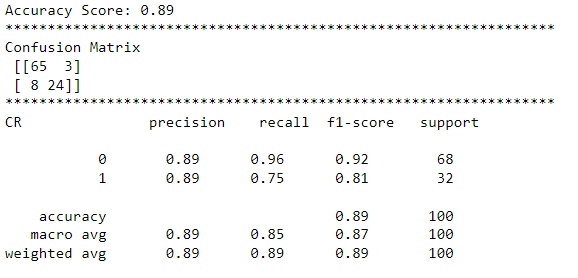 Accuracy Score: 0.89
*****************************************************************
Confusion Matrix
[[65  3]
[ 8 24]]
*****************************************************************
CR               precision    recall  f1-score   support
0       0.89      0.96      0.92        68
1       0.89      0.75      0.81        32
accuracy                           0.89       100
macro avg       0.89      0.85      0.87       100
weighted avg       0.89      0.89      0.89       100